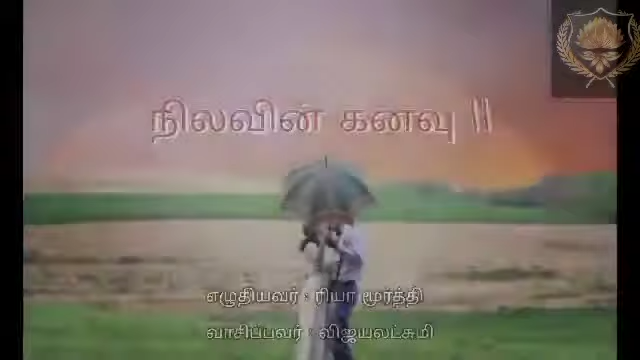 நிலவின் கனவு !!
எழுதியவர் : ரியா மூர்த்தி
வாசிப்பவர் : விஜயலட்சுமி